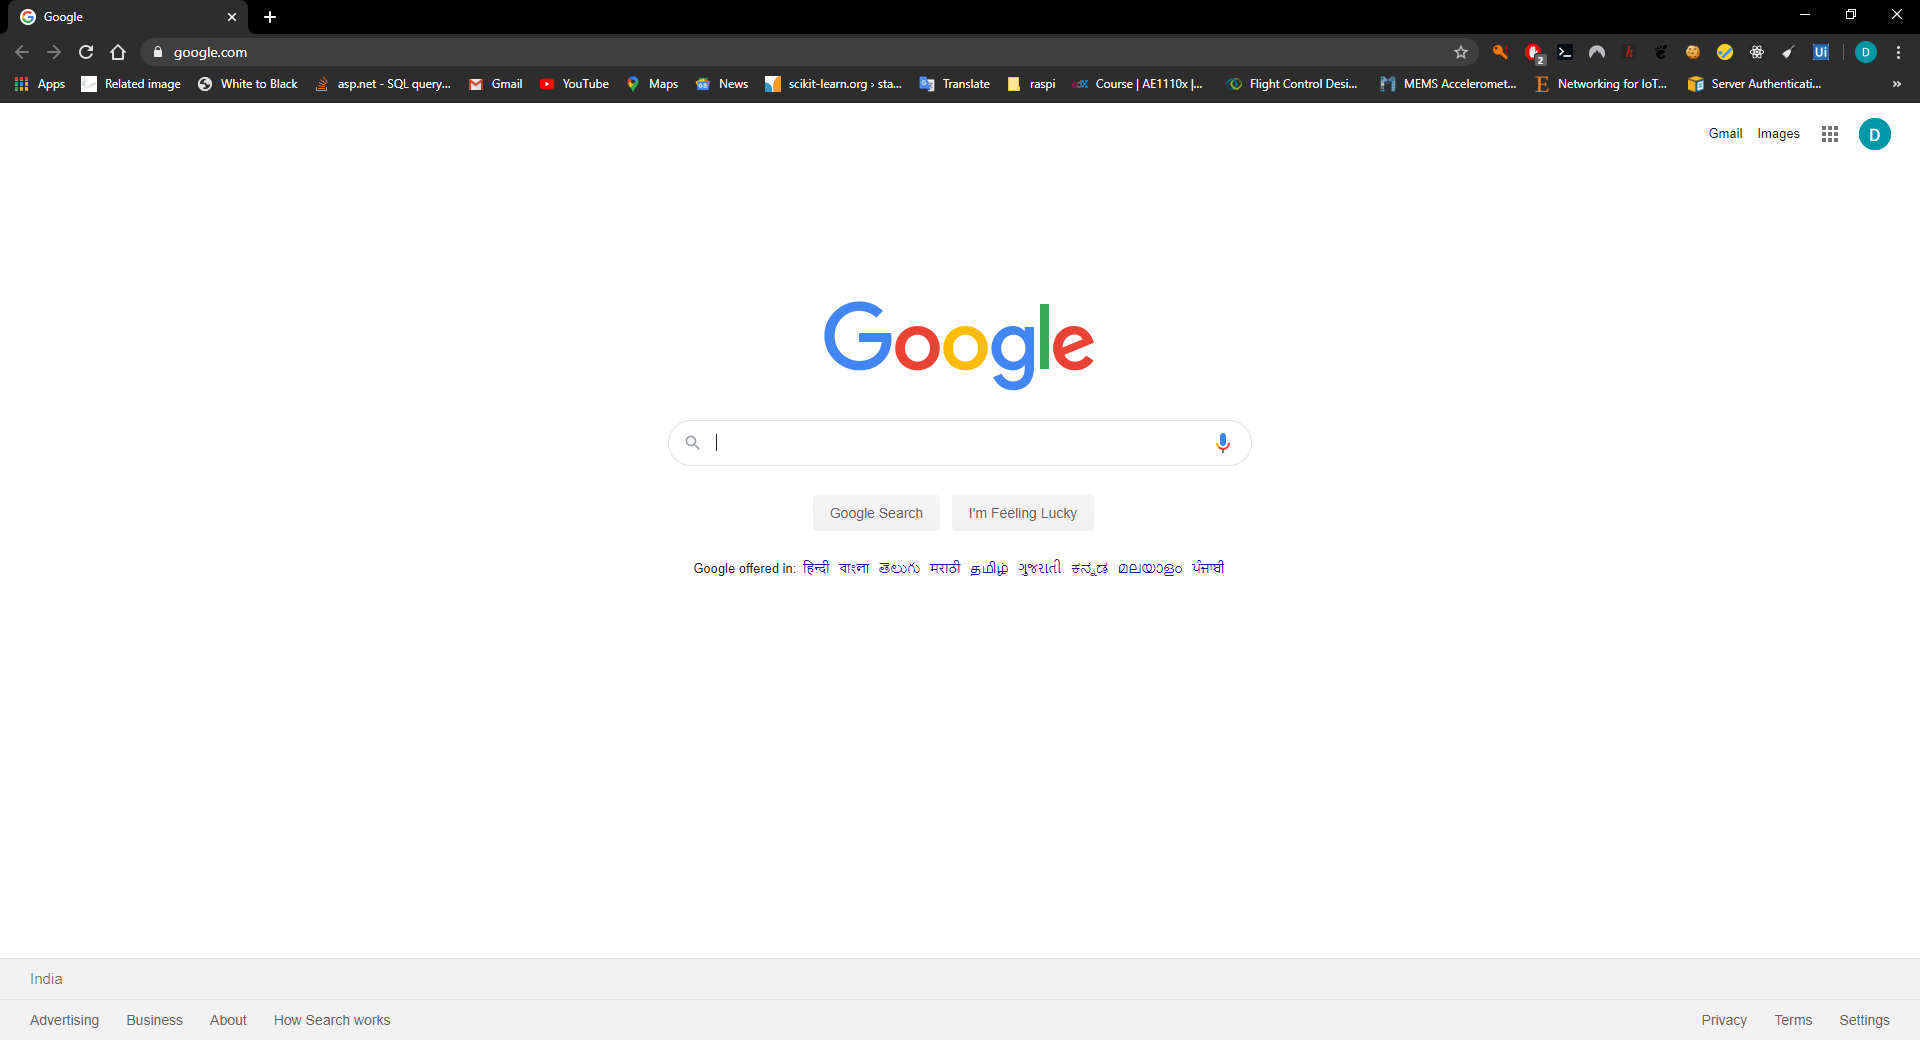 Google
google.com
2
Ui
D
Apps Related image White to Black asp.net - SQL query... Gmail YouTube Maps News scikit-learn.org › sta... Translate raspi Course | AE1110x |... Flight Control Desi... MEMS Acceleromet... Networking for IoT... Server Authenticati... »
Gmail Images D
Google
Google Search I'm Feeling Lucky
Google offered in: हिन्दी বাংলা తెలుగు मराठी தமிழ் ગુજરાતી ಕನ್ನಡ മലയാളം ਪੰਜਾਬੀ
India
Advertising Business About How Search works Privacy Terms Settings